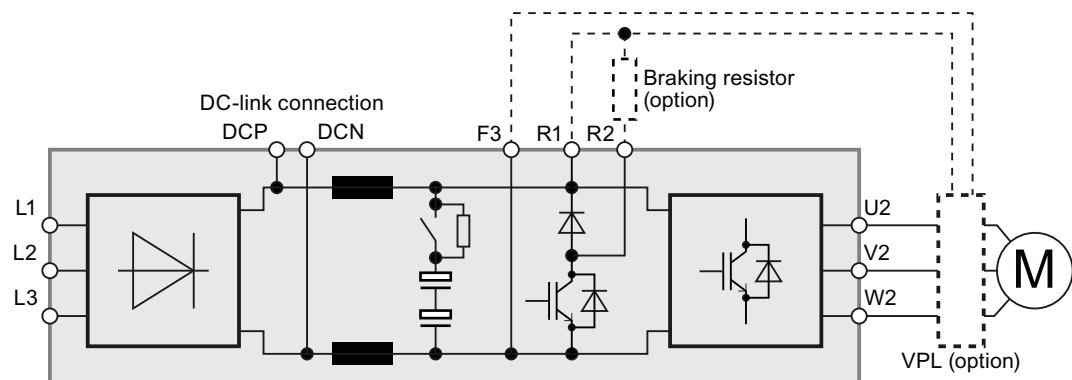 Braking resistor
(option)
DC-link connection
DCP
DCN
F3
R1
R2
L1
L2
L3
U2
V2
W2
M
VPL (option)